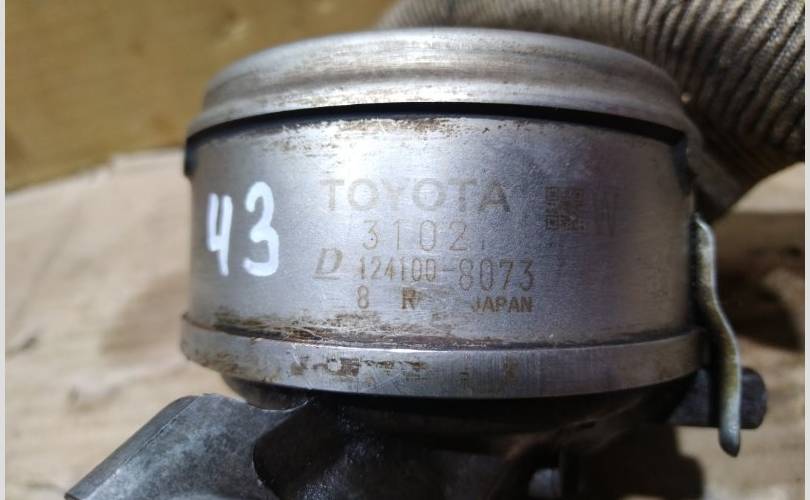 43
TOYOTA
3102
W
D 124100-8073
8 R JAPAN